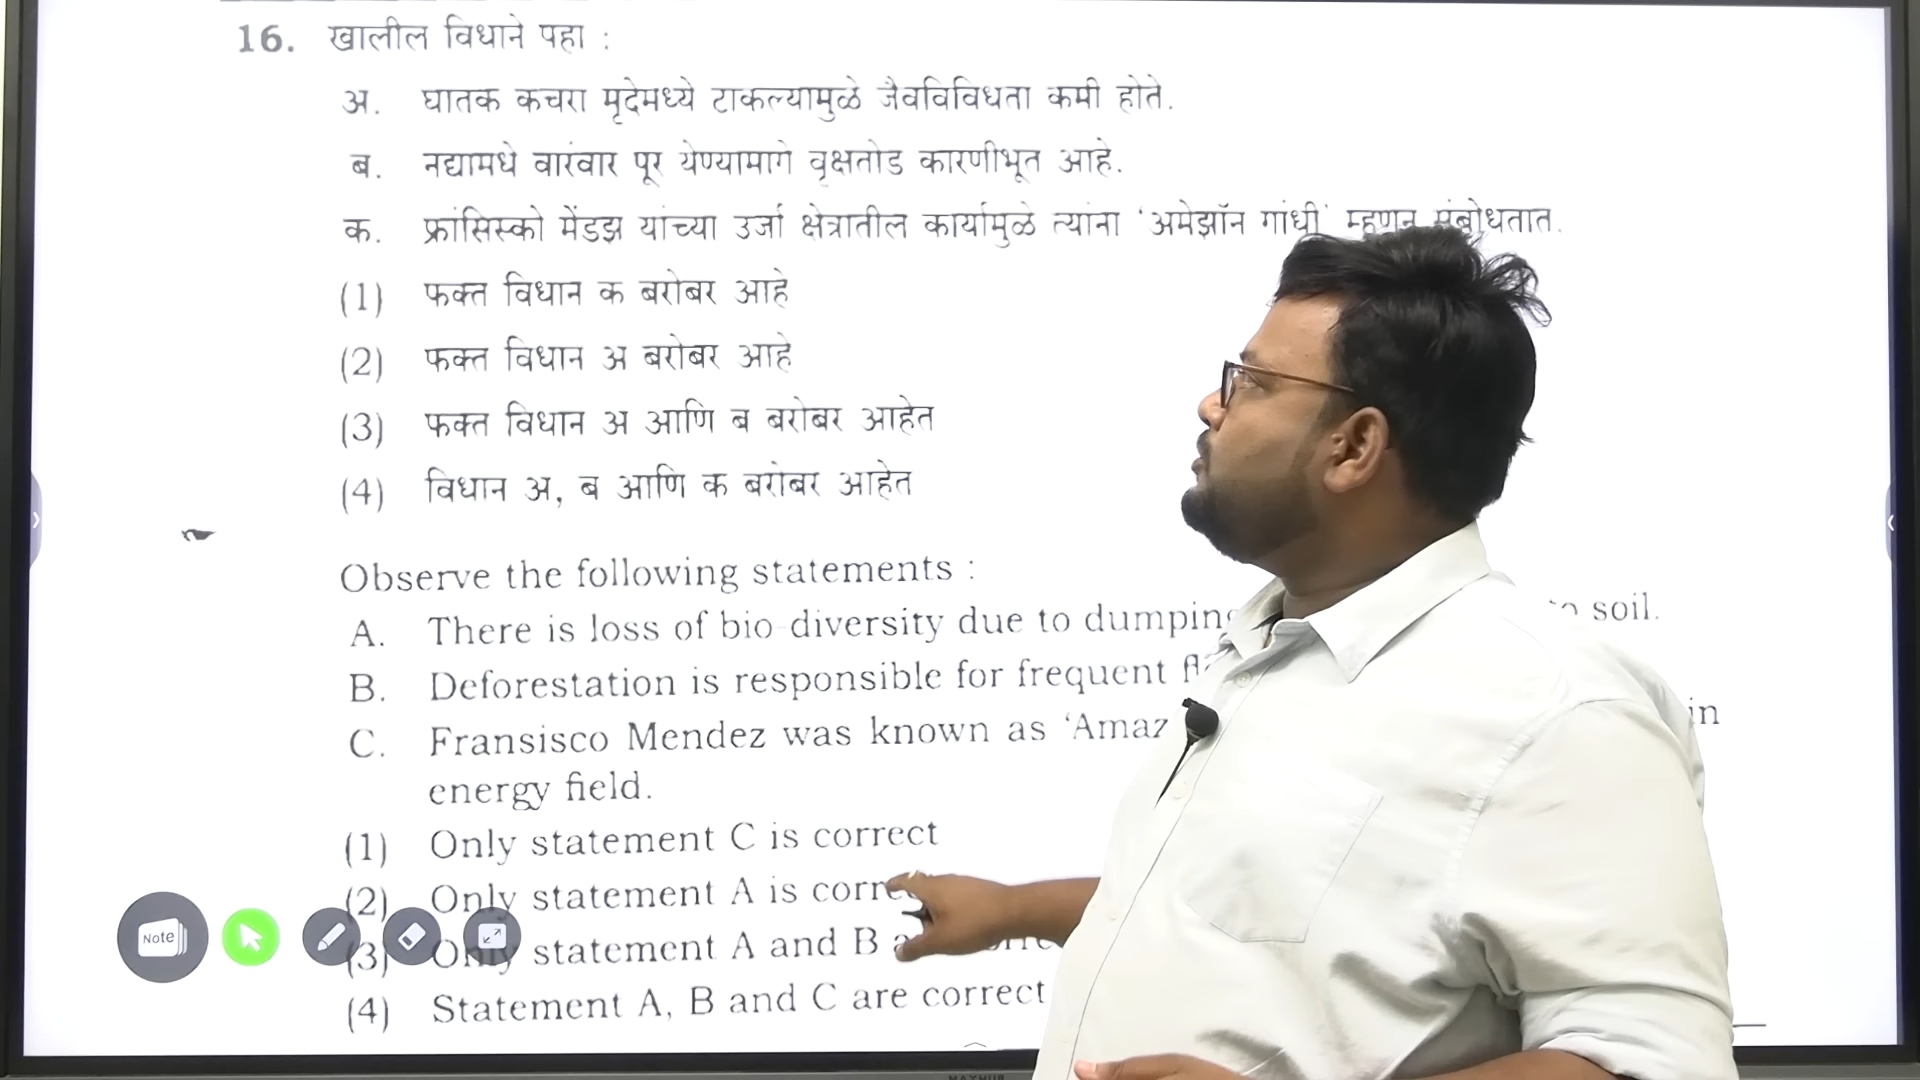 16. खालील विधाने पहा :
अ. घातक कचरा मृदेमध्ये टाकल्यामुळे जैवविविधता कमी होते.
ब. नद्यामधे वारंवार पूर येण्यामागे वृक्षतोड कारणीभूत आहे.
क. फ्रांसिस्को मेंडझ यांच्या उर्जा क्षेत्रातील कार्यामुळे त्यांना ‘अमेझॉन गांधी’ म्हणून संबोधतात.
(1) फक्त विधान क बरोबर आहे
(2) फक्त विधान अ बरोबर आहे
(3) फक्त विधान अ आणि ब बरोबर आहेत
(4) विधान अ, ब आणि क बरोबर आहेत
Observe the following statements :
A. There is loss of bio diversity due to dumping soil.
B. Deforestation is responsible for frequent
C. Fransisco Mendez was known as ‘Amaz in
energy field.
(1) Only statement C is correct
(2) Only statement A is
(3) Only statement A and B
(4) Statement A, B and C are correct
Note